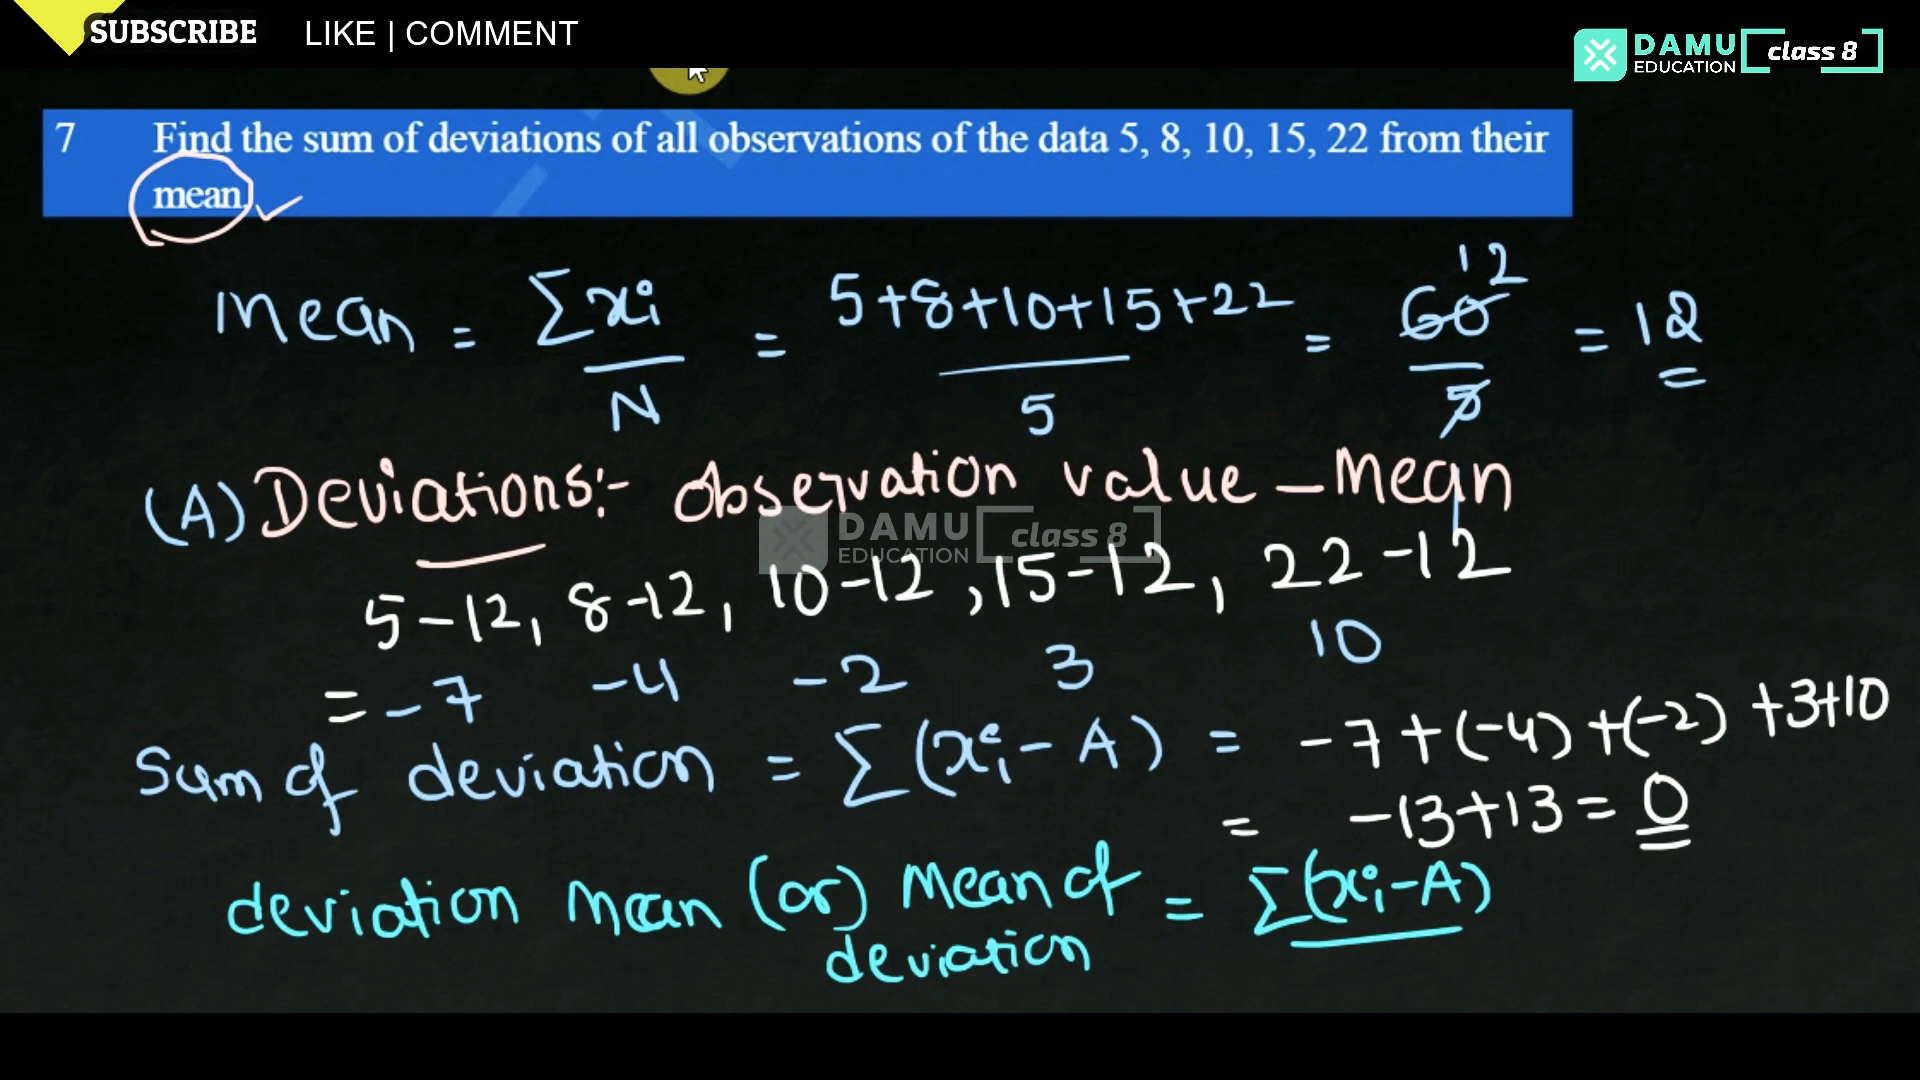 SUBSCRIBE LIKE | COMMENT
DAMU EDUCATION class 8
7 Find the sum of deviations of all observations of the data 5, 8, 10, 15, 22 from their
mean.
Mean = Σxi / N = 5+8+10+15+22 / 5 = 60 / 5 12 = 12
(A) Deviations:- Observation value - Mean
DAMU EDUCATION class 8
5-12, 8-12, 10-12, 15-12, 22-12
= -7 -4 -2 3 10
Sum of deviation = Σ(xi - A) = -7+(-4)+(-2)+3+10
= -13+13 = 0
deviation mean (or) Mean of deviation = Σ(xi-A)